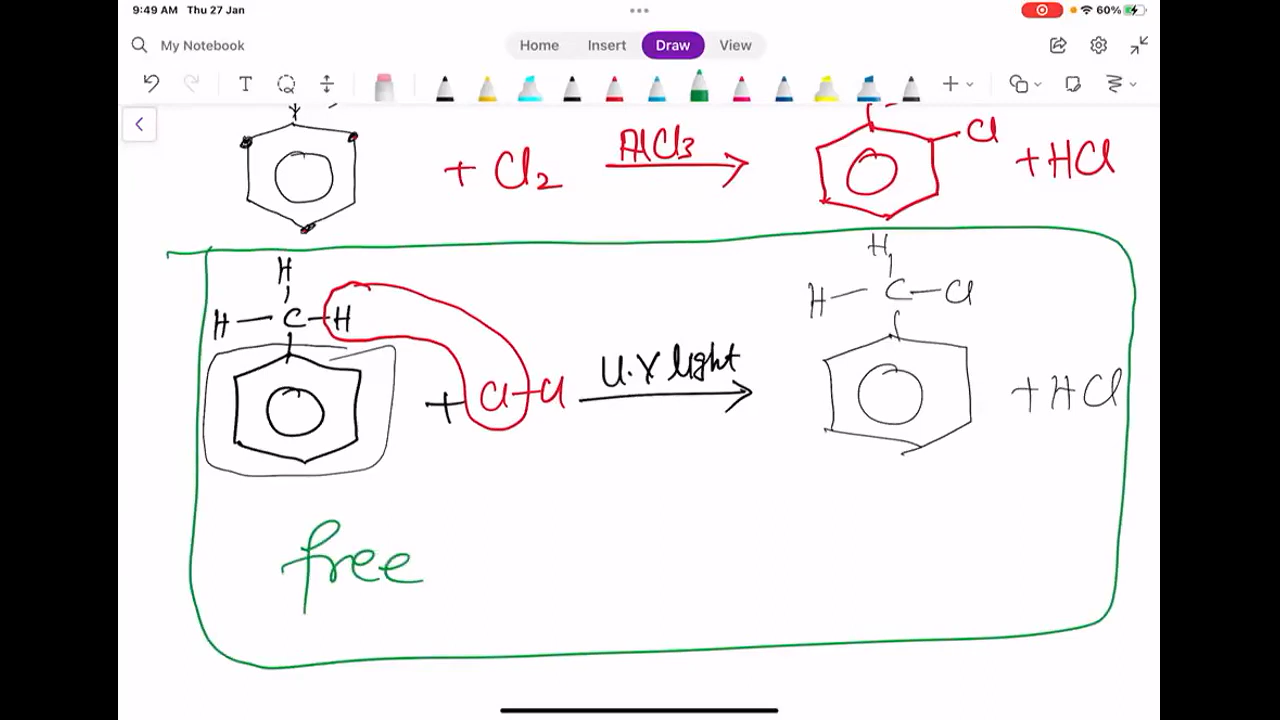 9:49 AM Thu 27 Jan
60%
My Notebook
Home Insert Draw View
+ Cl2 AlCl3 Cl + HCl
H
H
H — C — H
H — C — Cl
+ Cl — Cl U.V light + HCl
free